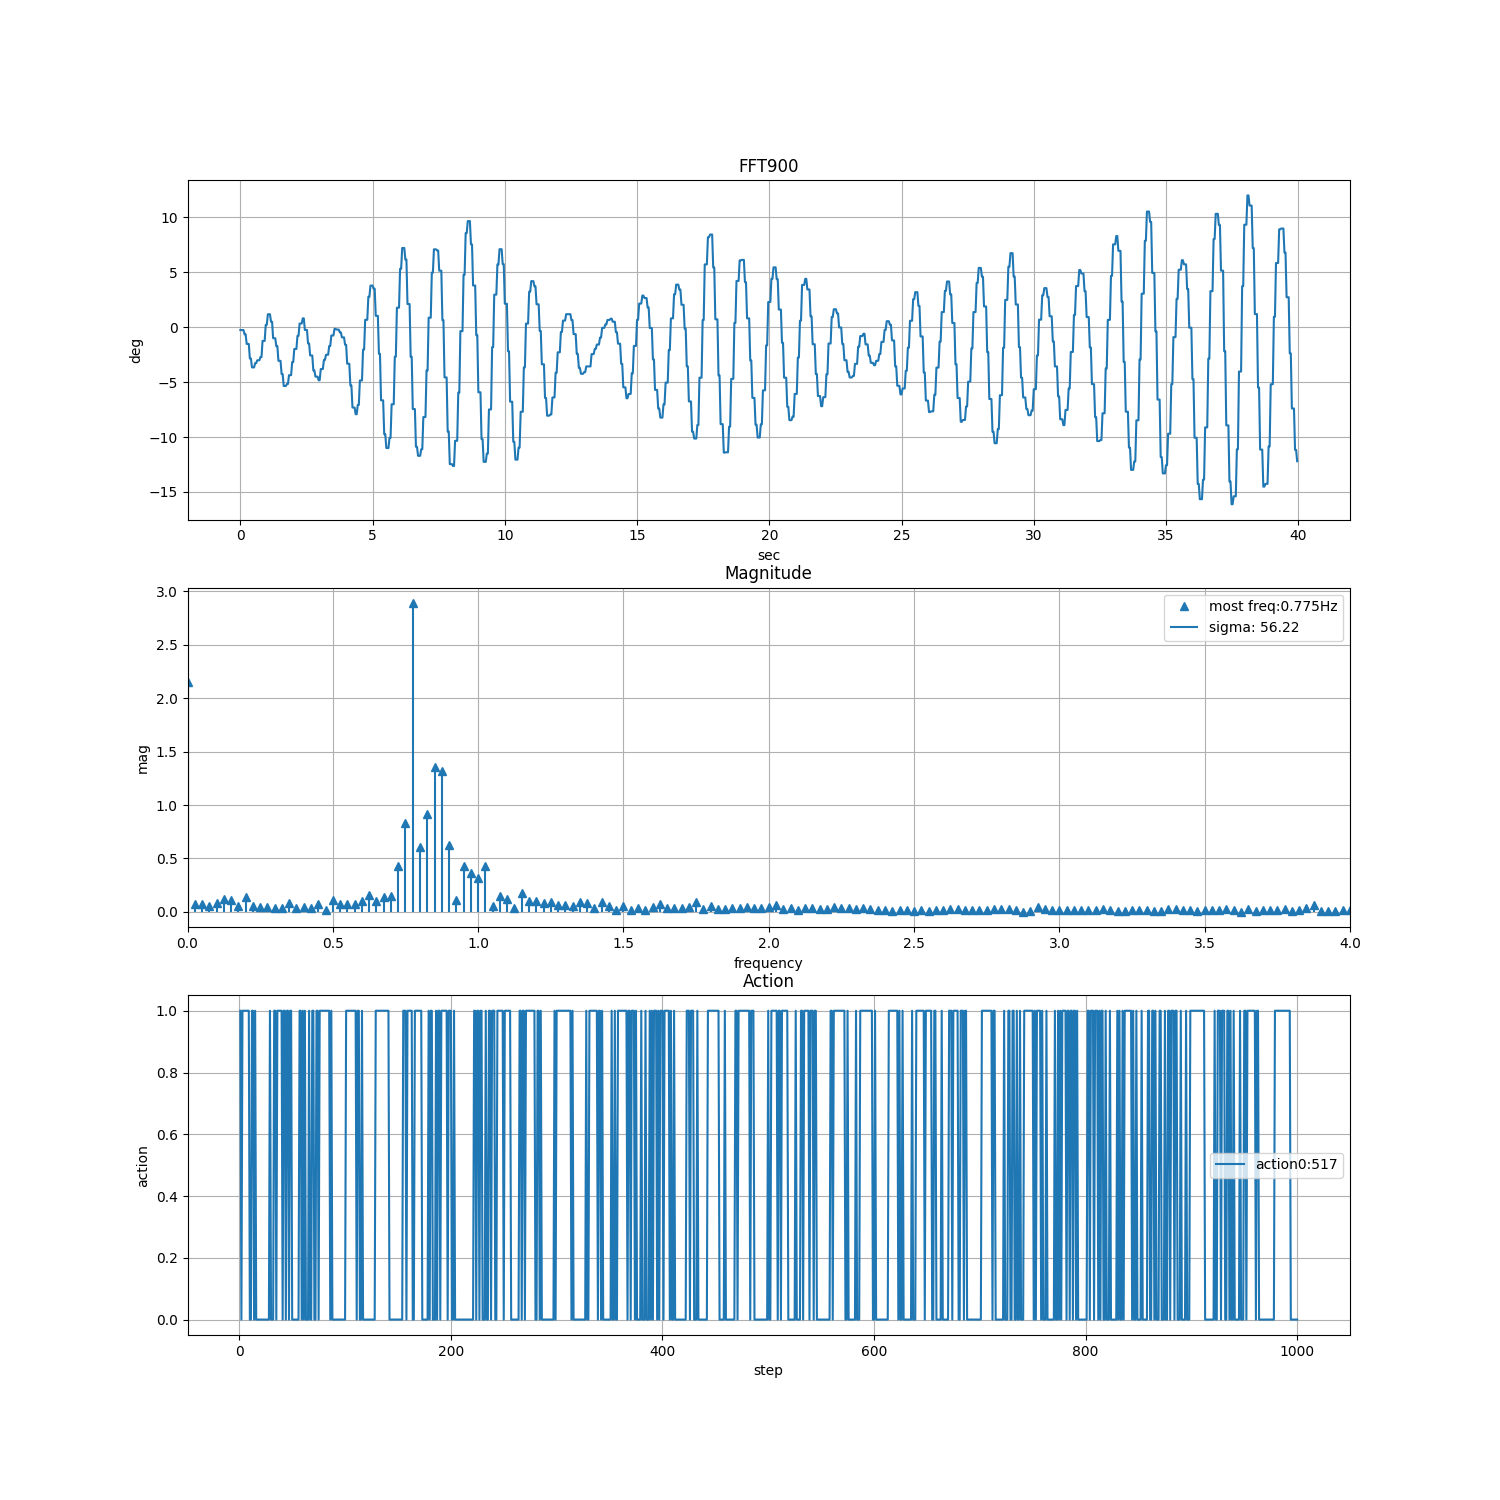 FFT900
10
5
0
−5
−10
−15
deg
0 5 10 15 20 25 30 35 40
sec
Magnitude
3.0
2.5
2.0
1.5
1.0
0.5
0.0
mag
most freq:0.775Hz
sigma: 56.22
0.0 0.5 1.0 1.5 2.0 2.5 3.0 3.5 4.0
frequency
Action
1.0
0.8
0.6
0.4
0.2
0.0
action
action0:517
0 200 400 600 800 1000
step